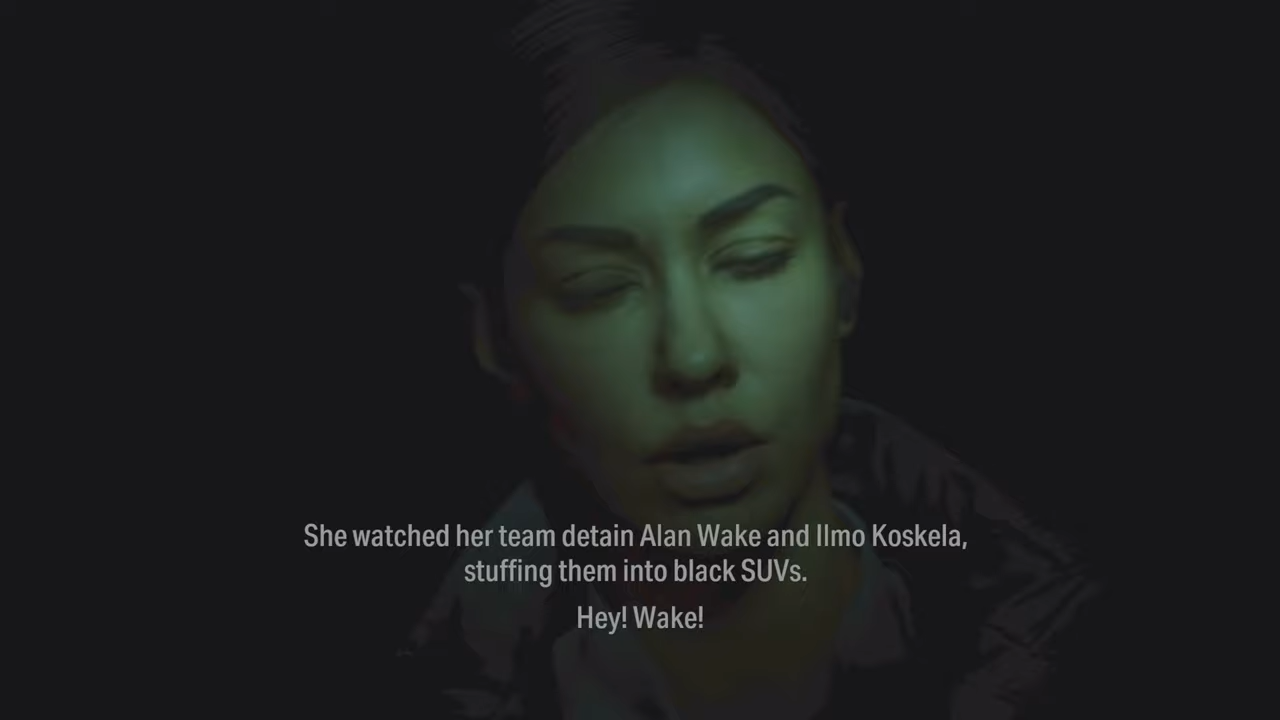 She watched her team detain Alan Wake and Ilmo Koskela,
stuffing them into black SUVs.
Hey! Wake!